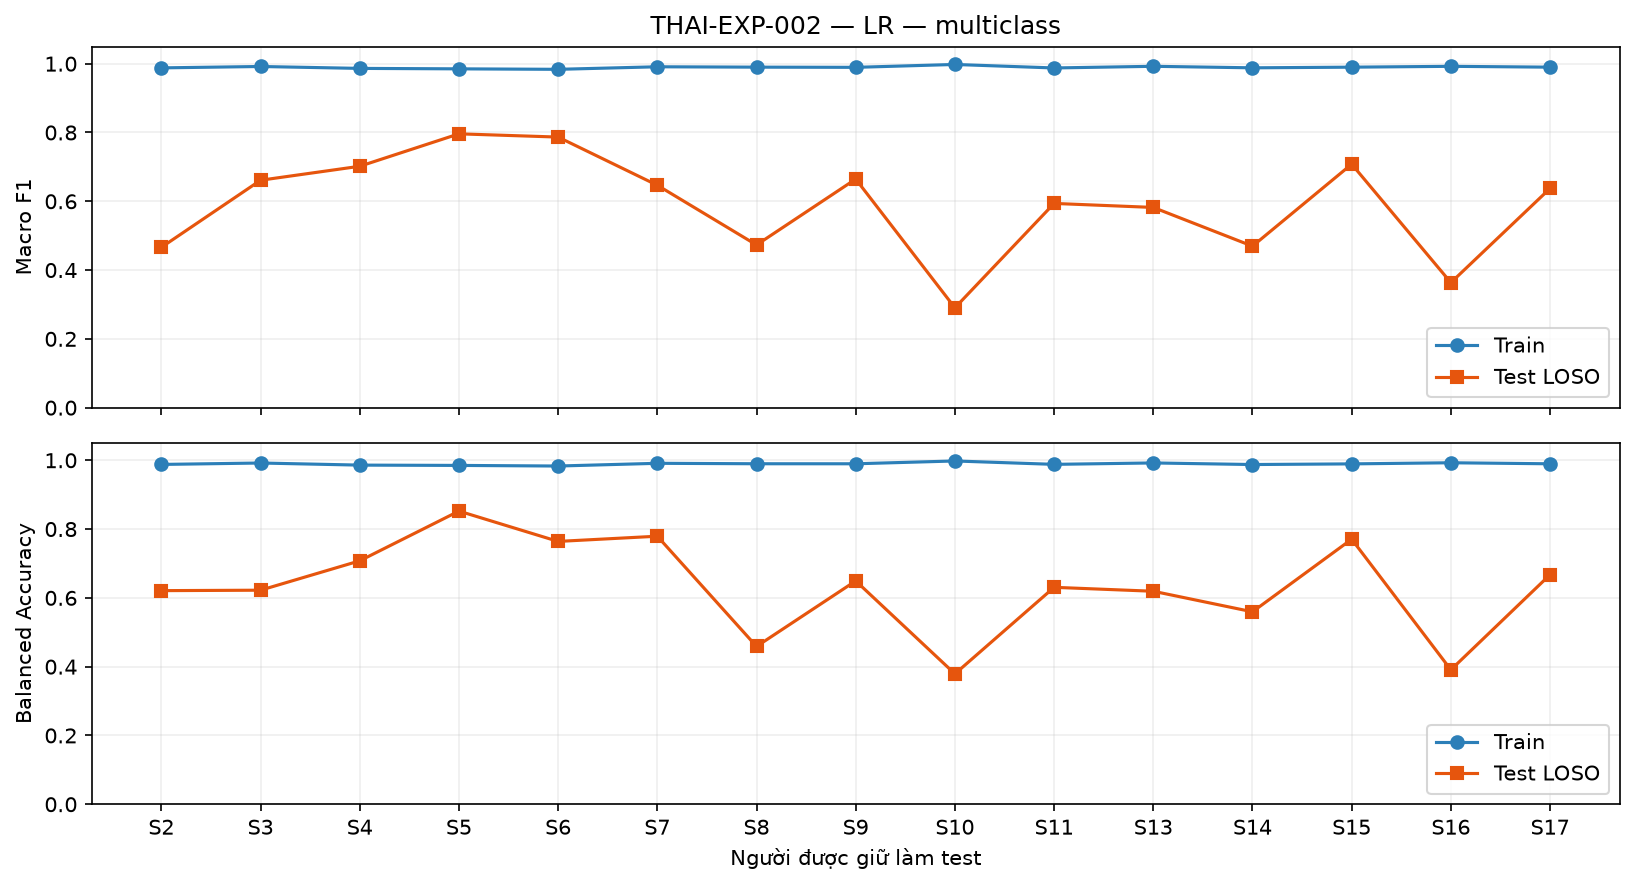 THAI-EXP-002 — LR — multiclass
Macro F1
1.0
0.8
0.6
0.4
0.2
0.0
Train
Test LOSO
Balanced Accuracy
1.0
0.8
0.6
0.4
0.2
0.0
Train
Test LOSO
S2 S3 S4 S5 S6 S7 S8 S9 S10 S11 S13 S14 S15 S16 S17
Người được giữ làm test